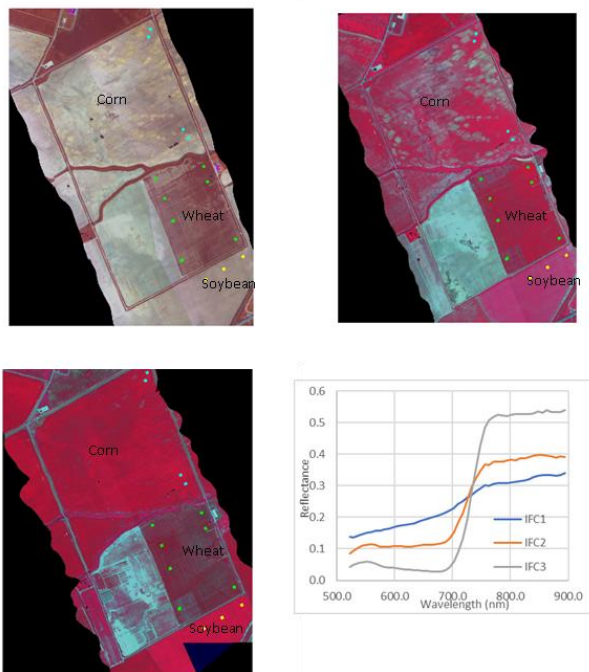 Corn
Wheat
Soybean
Corn
Wheat
Soybean
Corn
Wheat
Soybean
0.6
0.5
0.4
0.3
0.2
0.1
0.0
Reflectance
IFC1
IFC2
IFC3
500.0 600.0 700.0 800.0 900.0
Wavelength (nm)